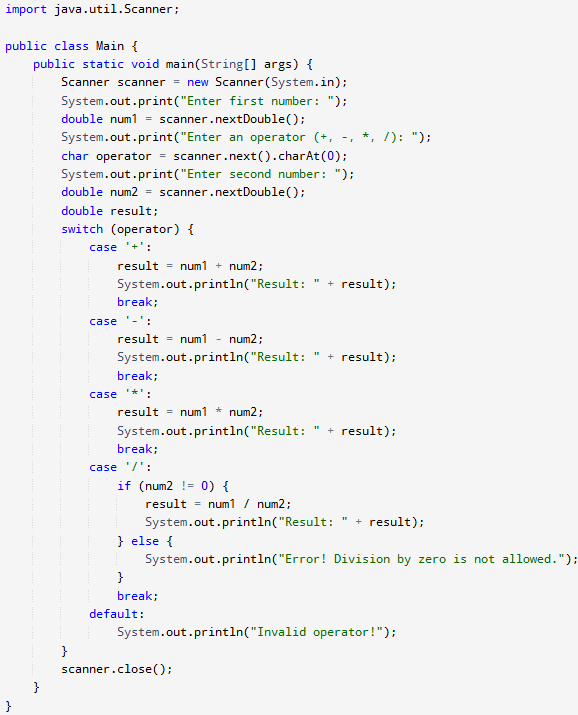 import java.util.Scanner;

public class Main {
    public static void main(String[] args) {
        Scanner scanner = new Scanner(System.in);
        System.out.print("Enter first number: ");
        double num1 = scanner.nextDouble();
        System.out.print("Enter an operator (+, -, *, /): ");
        char operator = scanner.next().charAt(0);
        System.out.print("Enter second number: ");
        double num2 = scanner.nextDouble();
        double result;
        switch (operator) {
            case '+':
                result = num1 + num2;
                System.out.println("Result: " + result);
                break;
            case '-':
                result = num1 - num2;
                System.out.println("Result: " + result);
                break;
            case '*':
                result = num1 * num2;
                System.out.println("Result: " + result);
                break;
            case '/':
                if (num2 != 0) {
                    result = num1 / num2;
                    System.out.println("Result: " + result);
                } else {
                    System.out.println("Error! Division by zero is not allowed.");
                }
                break;
            default:
                System.out.println("Invalid operator!");
        }
        scanner.close();
    }
}